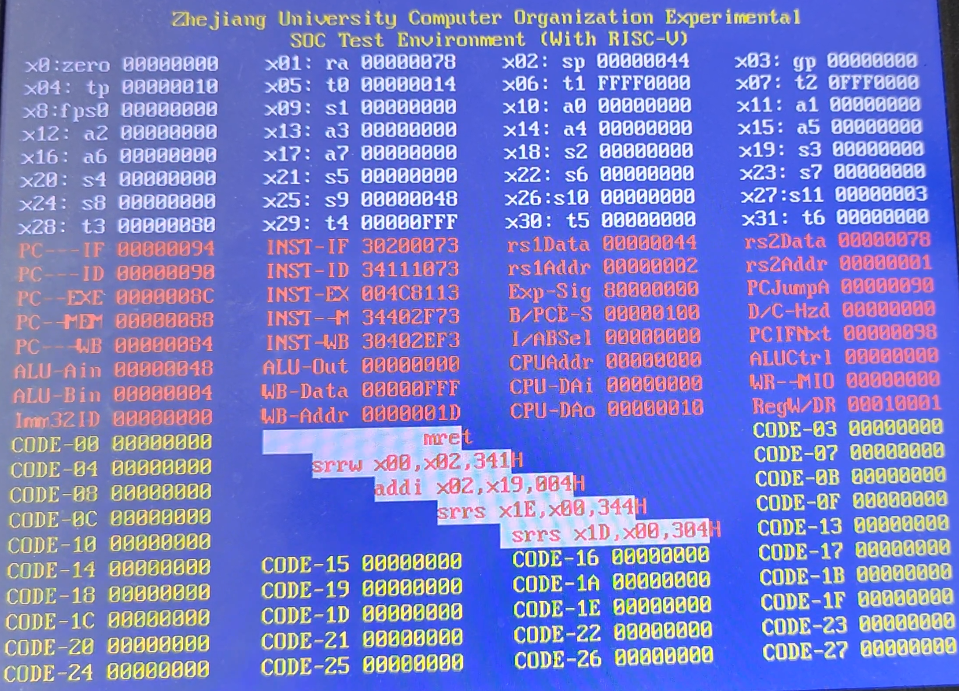 Zhejiang University Computer Organization Experimental
SOC Test Environment (With RISC-V)
x0:zero 00000000 x01: ra 00000078 x02: sp 00000044 x03: gp 00000000
x04: tp 00000010 x05: t0 00000014 x06: t1 FFFF0000 x07: t2 0FFF0000
x8:fps0 00000000 x09: s1 00000000 x10: a0 00000000 x11: a1 00000000
x12: a2 00000000 x13: a3 00000000 x14: a4 00000000 x15: a5 00000000
x16: a6 00000000 x17: a7 00000000 x18: s2 00000000 x19: s3 00000000
x20: s4 00000000 x21: s5 00000000 x22: s6 00000000 x23: s7 00000000
x24: s8 00000000 x25: s9 00000048 x26:s10 00000000 x27:s11 00000003
x28: t3 00000080 x29: t4 00000FFF x30: t5 00000000 x31: t6 00000000
PC---IF 00000094 INST-IF 30200073 rs1Data 00000044 rs2Data 00000078
PC---ID 00000090 INST-ID 34111073 rs1Addr 00000002 rs2Addr 00000001
PC--EXE 0000008C INST-EX 004C8113 Exp-Sig 80000000 PCJumpA 00000090
PC--MEM 00000088 INST--M 34402F73 B/PCE-S 00000100 D/C-Hzd 00000000
PC---WB 00000084 INST-WB 30402EF3 I/ABSel 00000000 PCIFNxt 00000098
ALU-Ain 00000048 ALU-Out 00000000 CPUAddr 00000000 ALUCtrl 00000000
ALU-Bin 00000004 WB-Data 00000FFF CPU-DAi 00000000 WR--MIO 00000000
Imm32ID 00000000 WB-Addr 0000001D CPU-DAo 00000010 RegW/DR 00010001
CODE-00 00000000 mret CODE-03 00000000
CODE-04 00000000 srrw x00,x02,341H CODE-07 00000000
CODE-08 00000000 addi x02,x19,004H CODE-0B 00000000
CODE-0C 00000000 srrs x1E,x00,344H CODE-0F 00000000
CODE-10 00000000 srrs x1D,x00,304H CODE-13 00000000
CODE-14 00000000 CODE-15 00000000 CODE-16 00000000 CODE-17 00000000
CODE-18 00000000 CODE-19 00000000 CODE-1A 00000000 CODE-1B 00000000
CODE-1C 00000000 CODE-1D 00000000 CODE-1E 00000000 CODE-1F 00000000
CODE-20 00000000 CODE-21 00000000 CODE-22 00000000 CODE-23 00000000
CODE-24 00000000 CODE-25 00000000 CODE-26 00000000 CODE-27 00000000